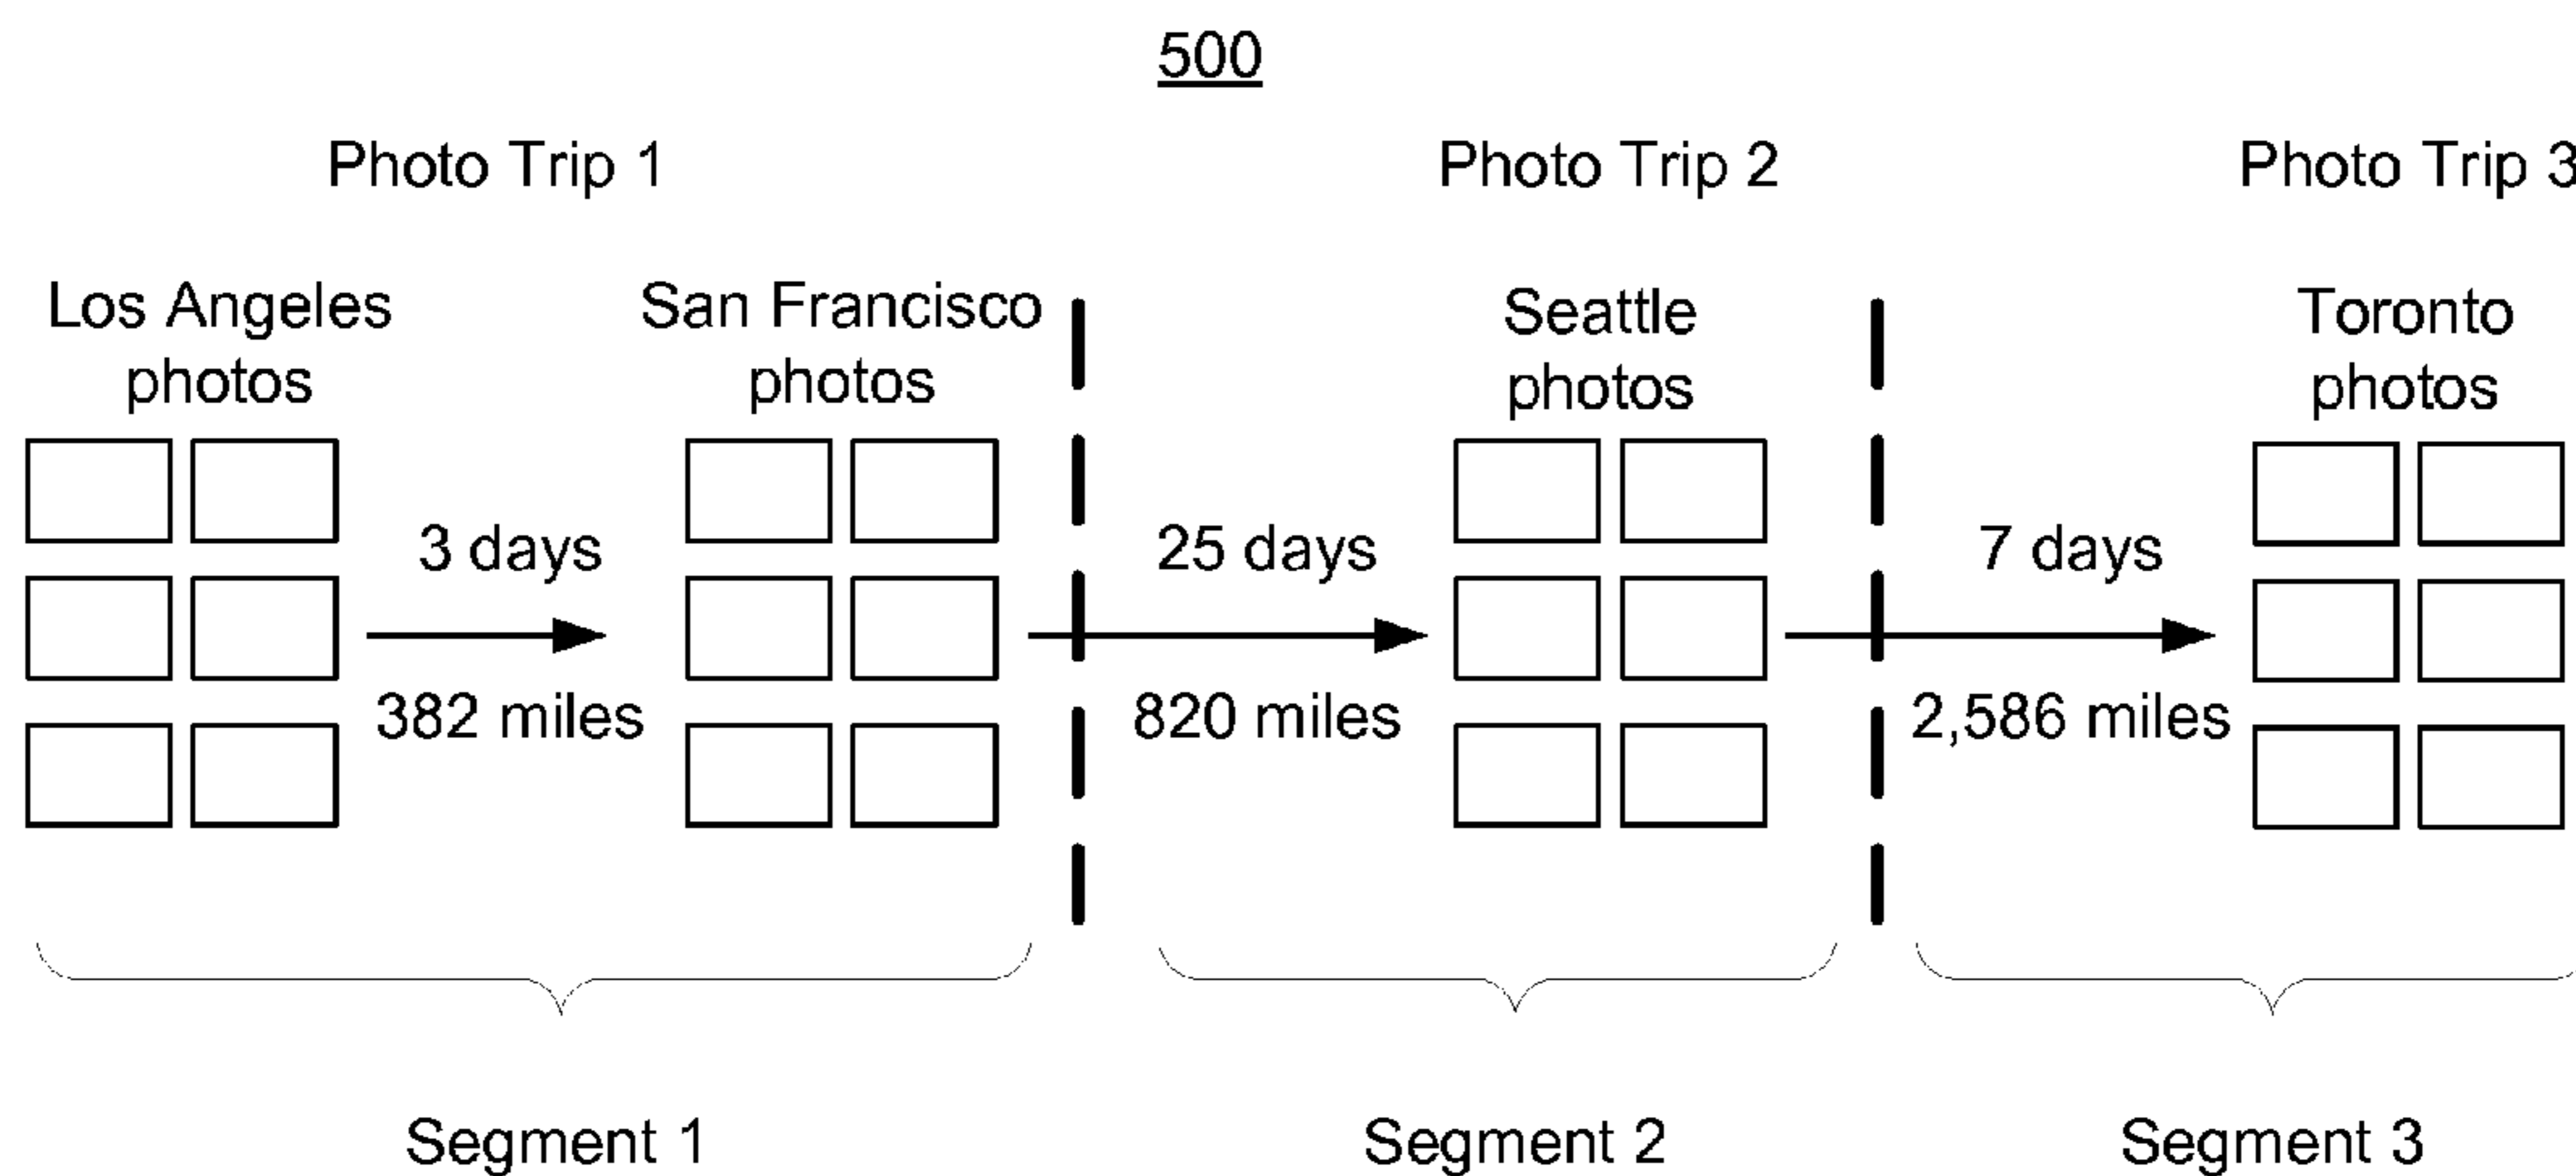 500
Photo Trip 1
Photo Trip 2
Photo Trip 3
Los Angeles
photos
San Francisco
photos
Seattle
photos
Toronto
photos
3 days
382 miles
25 days
820 miles
7 days
2,586 miles
Segment 1
Segment 2
Segment 3